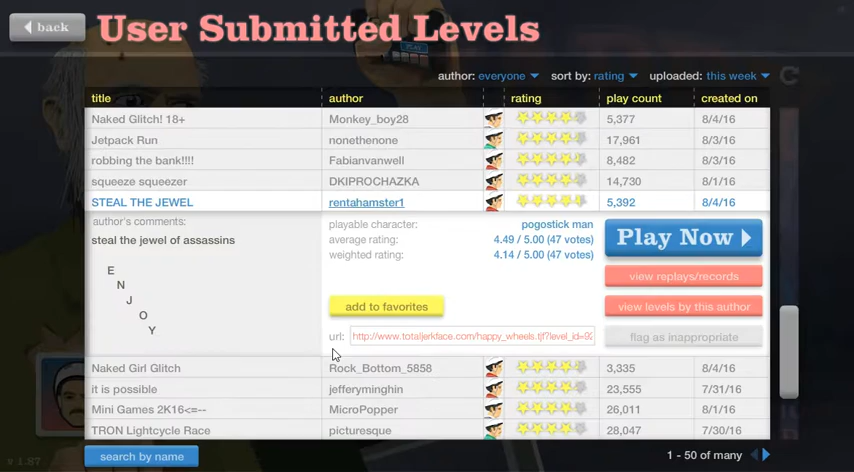 back
User Submitted Levels
author: everyone sort by: rating uploaded: this week
title author rating play count created on
Naked Glitch! 18+ Monkey_boy28 5,377 8/4/16
Jetpack Run nonethenone 17,961 8/3/16
robbing the bank!!!! Fabianvanwell 8,482 8/3/16
squeeze squeezer DKIPROCHAZKA 14,730 8/1/16
STEAL THE JEWEL rentahamster1 5,392 8/4/16
author's comments:
steal the jewel of assassins
E
N
J
O
Y
playable character: pogostick man
average rating: 4.49 / 5.00 (47 votes)
weighted rating: 4.14 / 5.00 (47 votes)
add to favorites
url: http://www.totaljerkface.com/happy_wheels.tjf?level_id=92
Play Now
view replays/records
view levels by this author
flag as inappropriate
Naked Girl Glitch Rock_Bottom_5858 3,335 8/4/16
it is possible jefferyminghin 23,555 7/31/16
Mini Games 2K16<=-- MicroPopper 26,011 8/1/16
TRON Lightcycle Race picturesque 28,047 7/30/16
search by name
1 - 50 of many
v 1.87